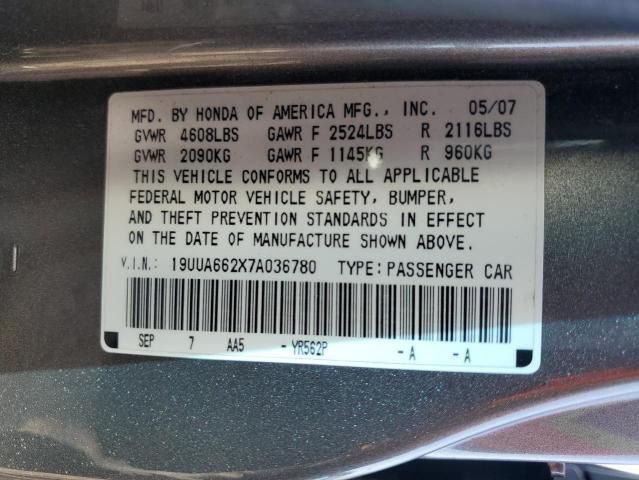 MFD. BY HONDA OF AMERICA MFG., INC. 05/07
GVWR 4608LBS GAWR F 2524LBS R 2116LBS
GVWR 2090KG GAWR F 1145KG R 960KG
THIS VEHICLE CONFORMS TO ALL APPLICABLE
FEDERAL MOTOR VEHICLE SAFETY, BUMPER,
AND THEFT PREVENTION STANDARDS IN EFFECT
ON THE DATE OF MANUFACTURE SHOWN ABOVE.
V.I.N.: 19UUA662X7A036780 TYPE: PASSENGER CAR
SEP 7 AA5 - YR562P - A - A